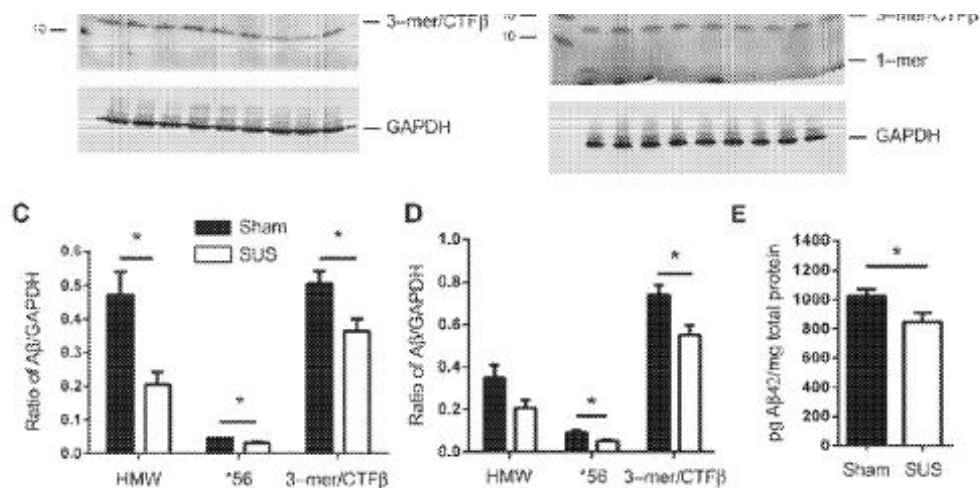 3-mer/CTFβ
10
GAPDH
10
3-mer/CTFβ
1-mer
GAPDH
C
Sham
SUS
Ratio of Aβ/GAPDH
0.6
0.5
0.4
0.3
0.2
0.1
0.0
*
*
*
HMW
*56
3-mer/CTFβ
D
Ratio of Aβ/GAPDH
1.0
0.8
0.6
0.4
0.2
0.0
*
*
HMW
*56
3-mer/CTFβ
E
pg Aβ42/mg total protein
1400
1200
1000
800
600
400
200
0
*
Sham
SUS